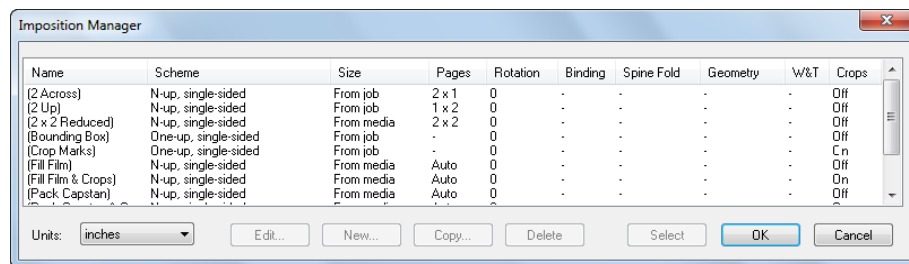 Imposition Manager
Name Scheme Size Pages Rotation Binding Spine Fold Geometry W&T Crops
(2 Across) N-up, single-sided From job 2 x 1 0 - - - - Off
(2 Up) N-up, single-sided From job 1 x 2 0 - - - - Off
(2 x 2 Reduced) N-up, single-sided From media 2 x 2 0 - - - - Off
(Bounding Box) One-up, single-sided From job - 0 - - - - Off
(Crop Marks) One-up, single-sided From job - 0 - - - - On
(Fill Film) N-up, single-sided From media Auto 0 - - - - Off
(Fill Film & Crops) N-up, single-sided From media Auto 0 - - - - On
(Pack Capstan) N-up, single-sided From media Auto 0 - - - - Off
Units: inches Edit... New... Copy... Delete Select OK Cancel